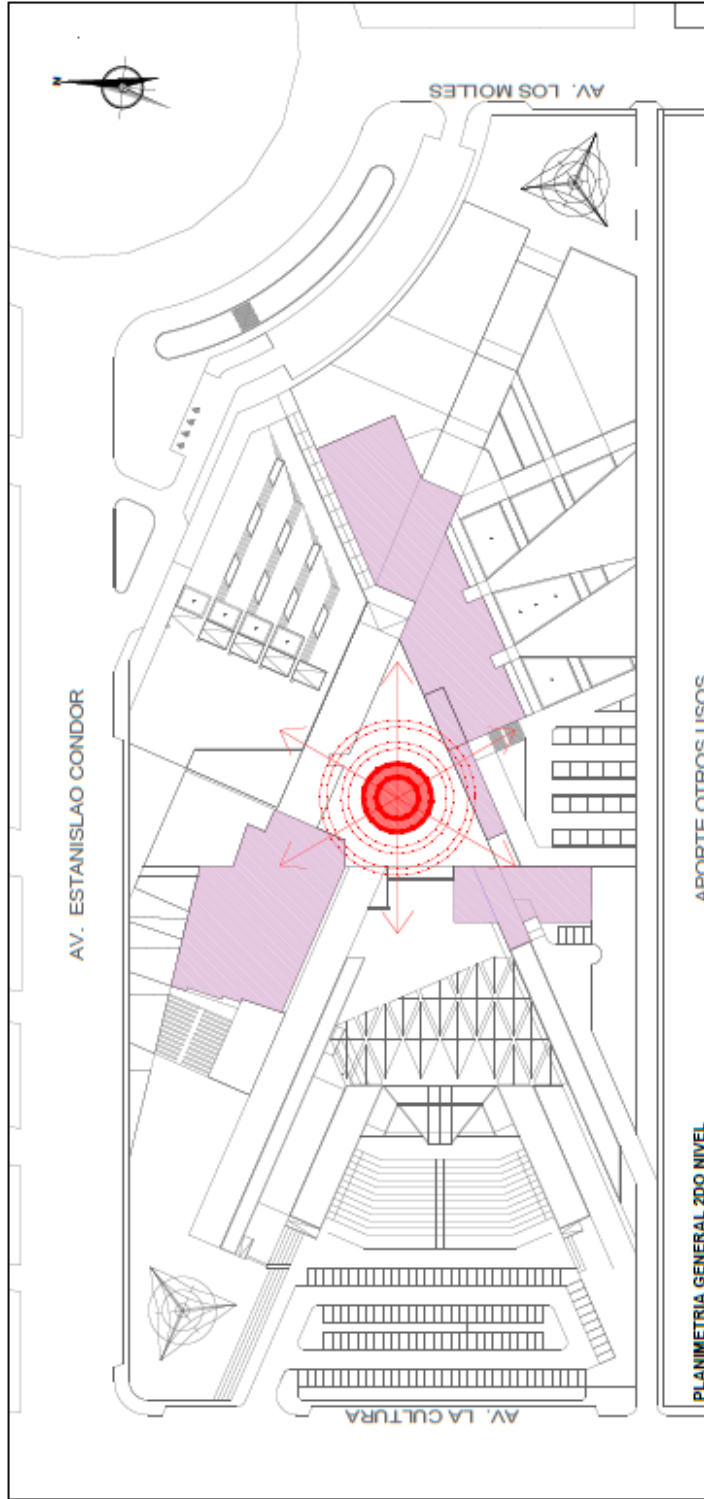 N
AV. LOS MOLLES
AV. ESTANISLAO CONDOR
APORTE OTROS USOS
PLANIMETRIA GENERAL 2DO NIVEL
AV. LA CULTURA